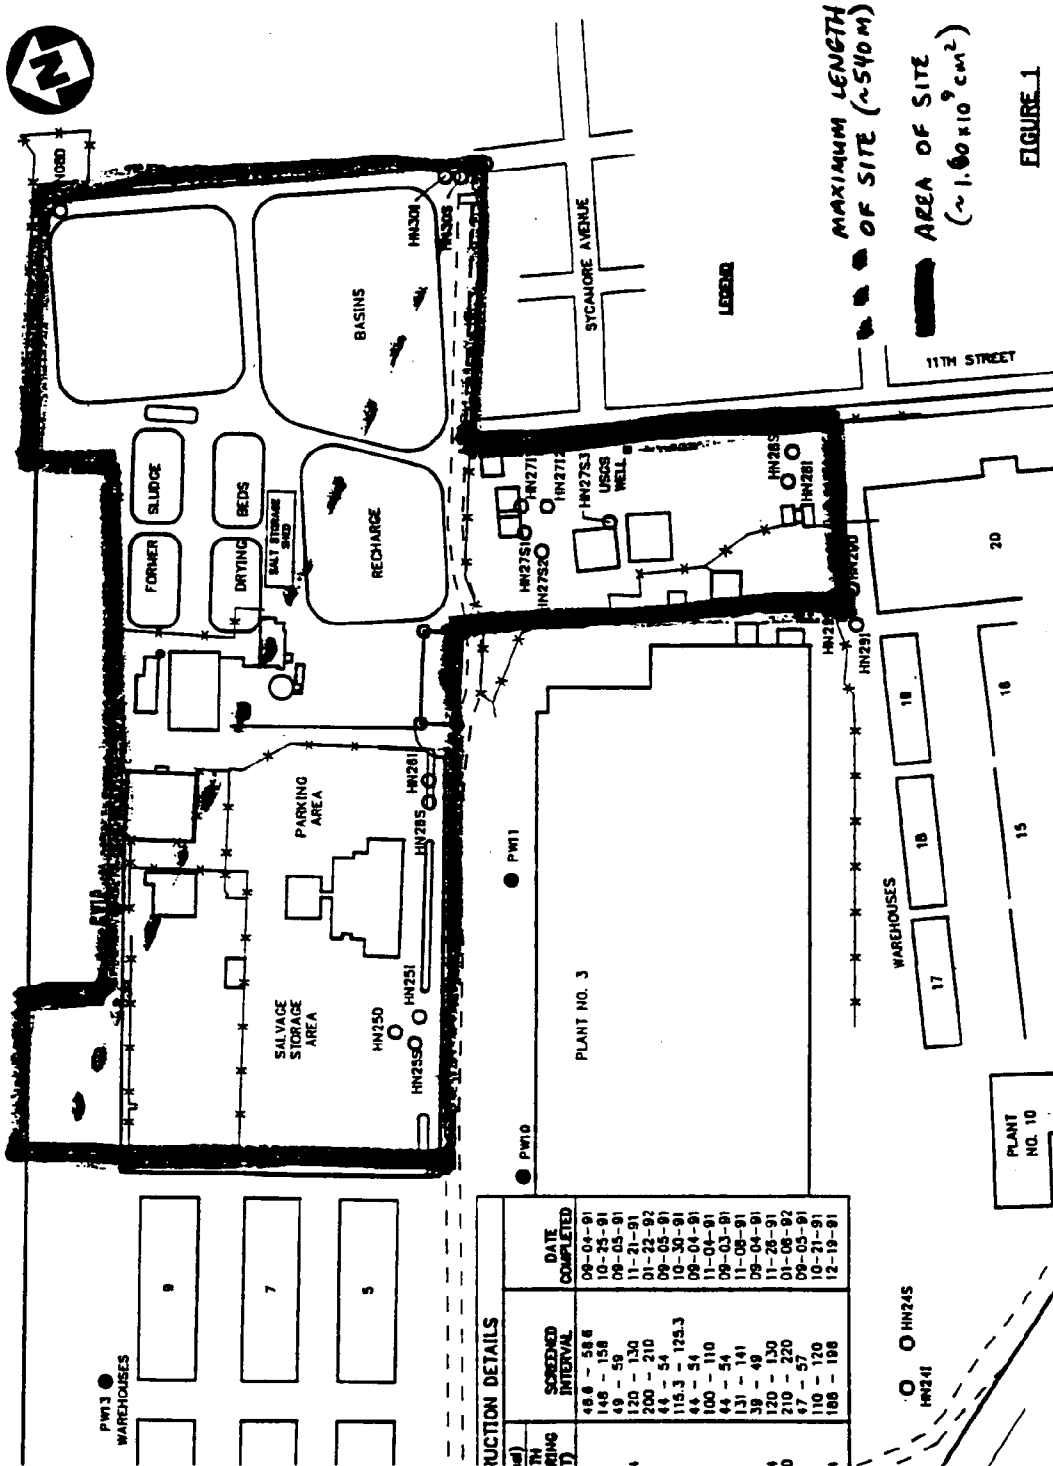 N
MAXIMUM LENGTH
OF SITE (~540 M)
AREA OF SITE
(~1.80 x 10⁹ cm²)
FIGURE 1
LEGEND
SYCAMORE AVENUE
11TH STREET
HN30I
HN30S
BASINS
RECHARGE
FORMER
SLUDGE
DRYING
BEDS
SALT STORAGE
SHED
HN27S1
HN27S2
HN27I2
HN27S3
USGS
WELL
HN28S
HN28I
HN29I
20
19
18
17
16
15
WAREHOUSES
PARKING
AREA
HN26I
HN26S
SALVAGE
STORAGE
AREA
HN25D
HN25I
HN25S
PW11
PW10
PLANT NO. 3
PLANT
NO. 10
9
7
5
PW13
WAREHOUSES
HN24S
HN24I
RUCTION DETAILS
SCREENED
INTERVAL
DATE
COMPLETED
48.6 - 58.6 09-04-91
148 - 158 10-25-91
49 - 59 09-05-91
120 - 130 11-21-91
200 - 210 01-22-92
44 - 54 09-05-91
115.3 - 125.3 10-30-91
44 - 54 09-04-91
100 - 110 11-04-91
44 - 54 09-03-91
131 - 141 11-08-91
39 - 49 09-04-91
120 - 130 11-26-91
210 - 220 01-08-92
47 - 57 09-05-91
110 - 120 10-21-91
188 - 198 12-19-91